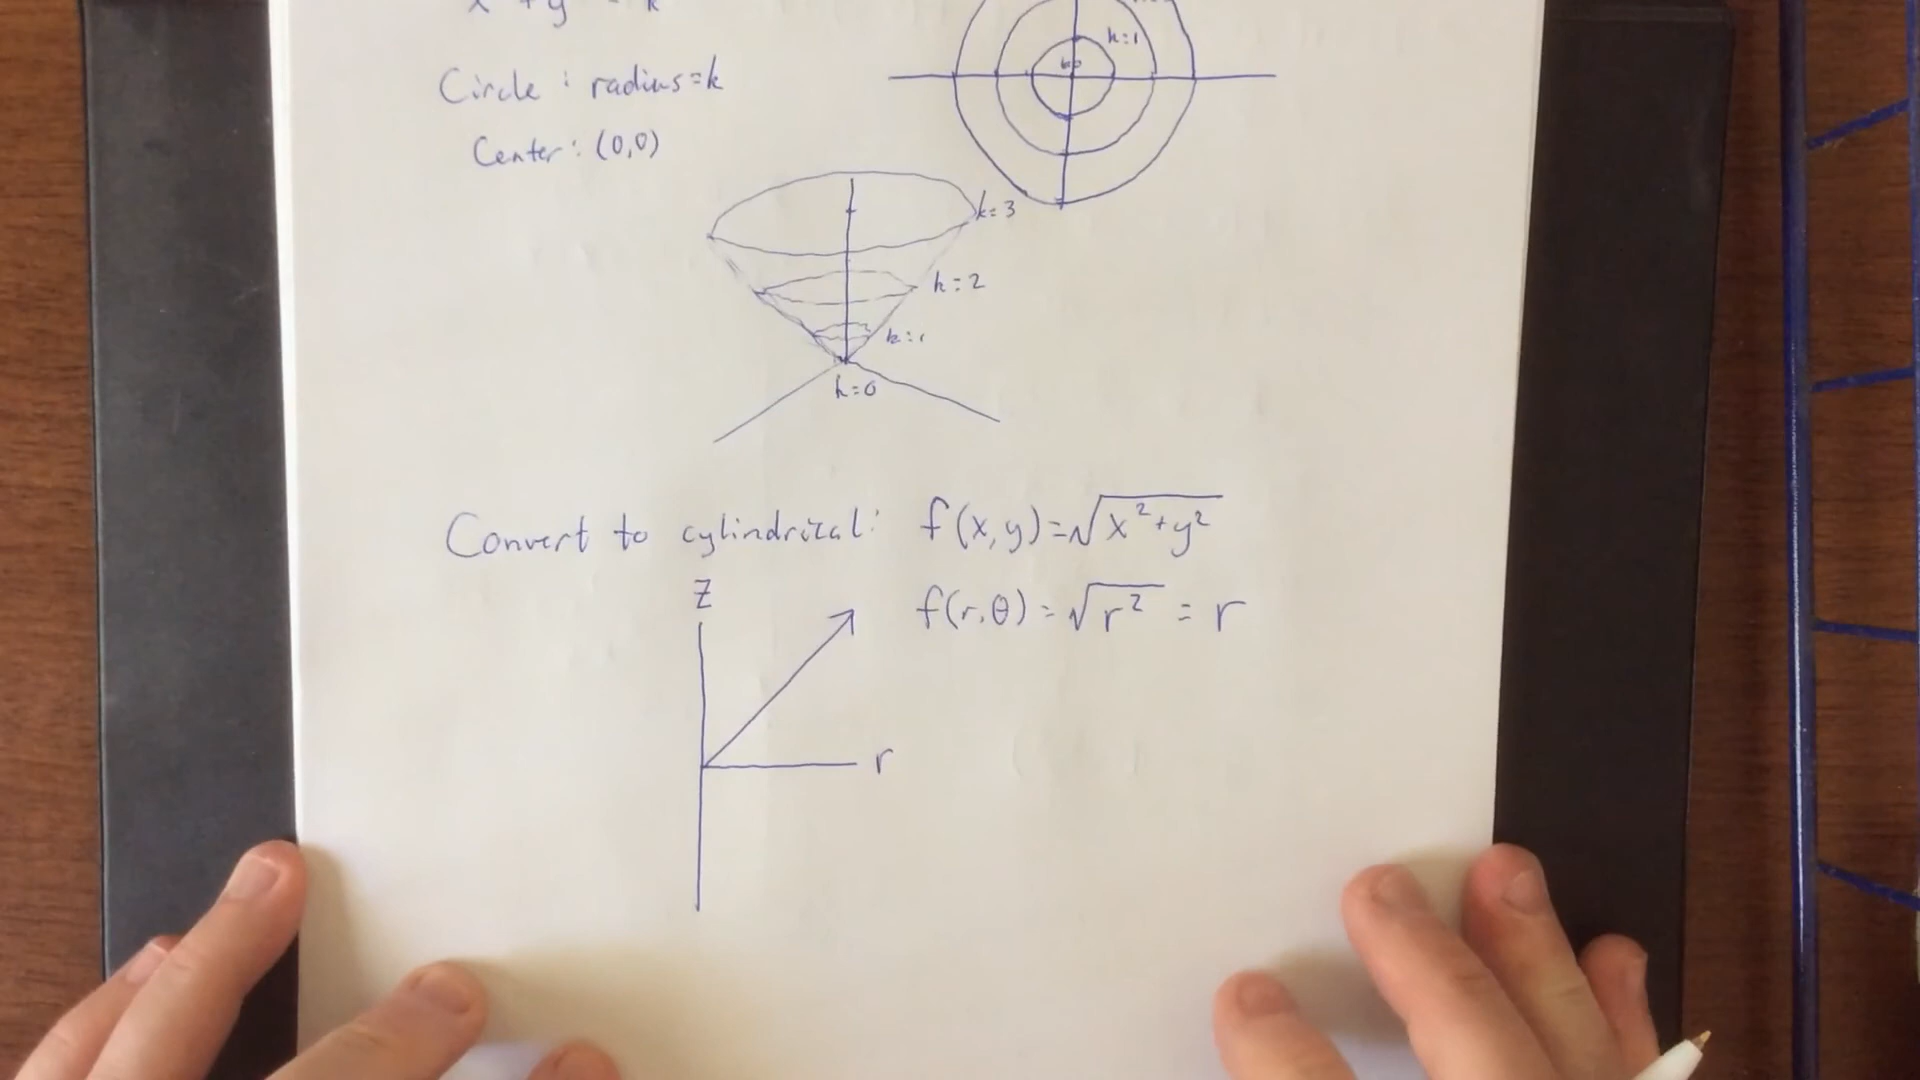 Circle : radius=k
k=1
Center: (0,0)
k=3
k=2
k=1
k=0
Convert to cylindrical: f(x,y)=√x²+y²
z
f(r,θ) = √r² = r
r